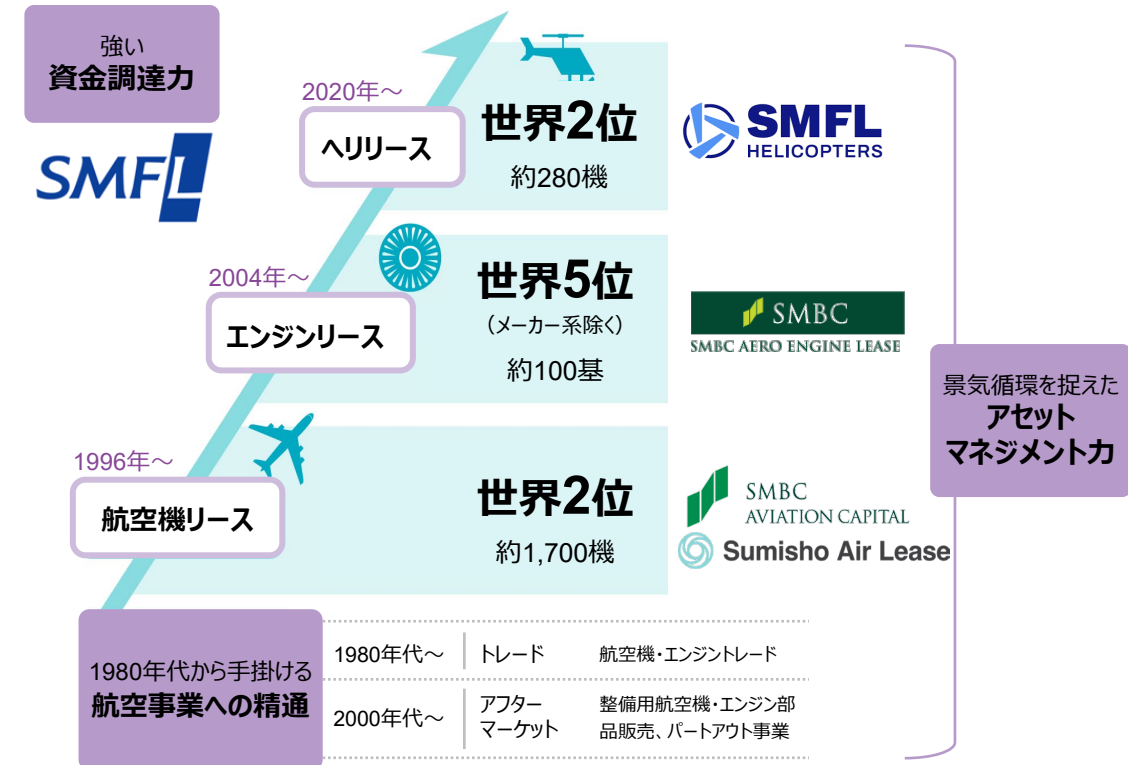 強い
資金調達力
SMFL
2020年～
ヘリリース
世界2位
約280機
SMFL
HELICOPTERS
2004年～
エンジンリース
世界5位
（メーカー系除く）
約100基
SMBC
SMBC AERO ENGINE LEASE
1996年～
航空機リース
世界2位
約1,700機
SMBC
AVIATION CAPITAL
Sumisho Air Lease
景気循環を捉えた
アセット
マネジメント力
1980年代から手掛ける
航空事業への精通
1980年代～
トレード
航空機・エンジントレード
2000年代～
アフター
マーケット
整備用航空機・エンジン部
品販売、パートアウト事業